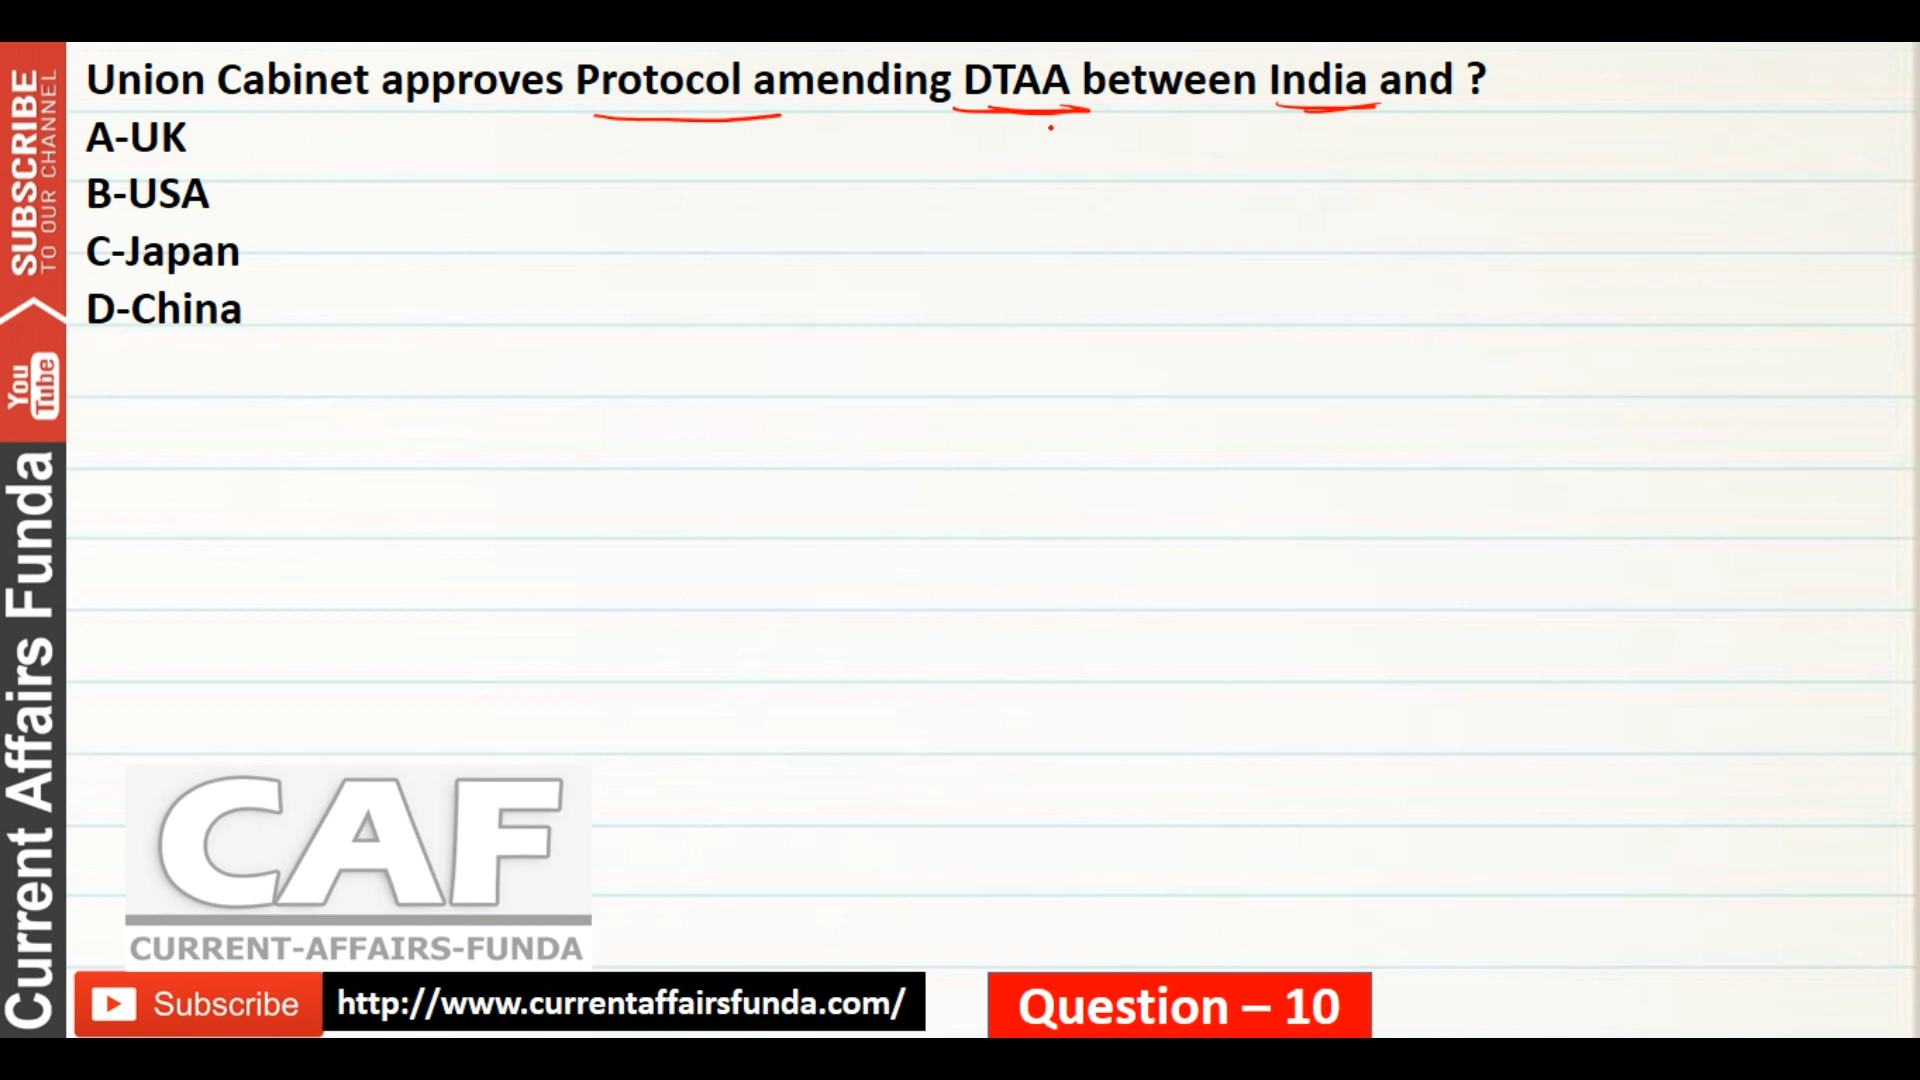 Union Cabinet approves Protocol amending DTAA between India and ?
A-UK
B-USA
C-Japan
D-China
SUBSCRIBE
TO OUR CHANNEL
You
Tube
Current Affairs Funda
CAF
CURRENT-AFFAIRS-FUNDA
Subscribe
http://www.currentaffairsfunda.com/
Question – 10